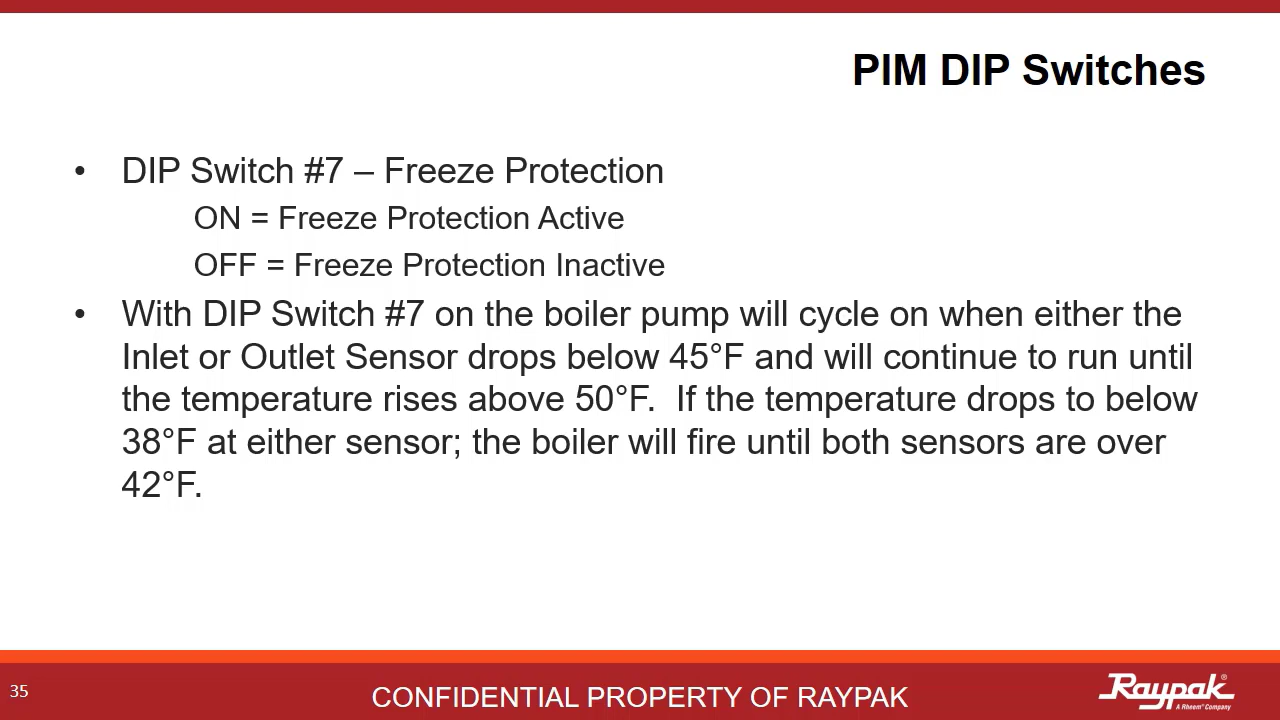 PIM DIP Switches
• DIP Switch #7 – Freeze Protection
ON = Freeze Protection Active
OFF = Freeze Protection Inactive
• With DIP Switch #7 on the boiler pump will cycle on when either the
Inlet or Outlet Sensor drops below 45°F and will continue to run until
the temperature rises above 50°F.  If the temperature drops to below
38°F at either sensor; the boiler will fire until both sensors are over
42°F.
35
CONFIDENTIAL PROPERTY OF RAYPAK
Raypak®
A Rheem® Company